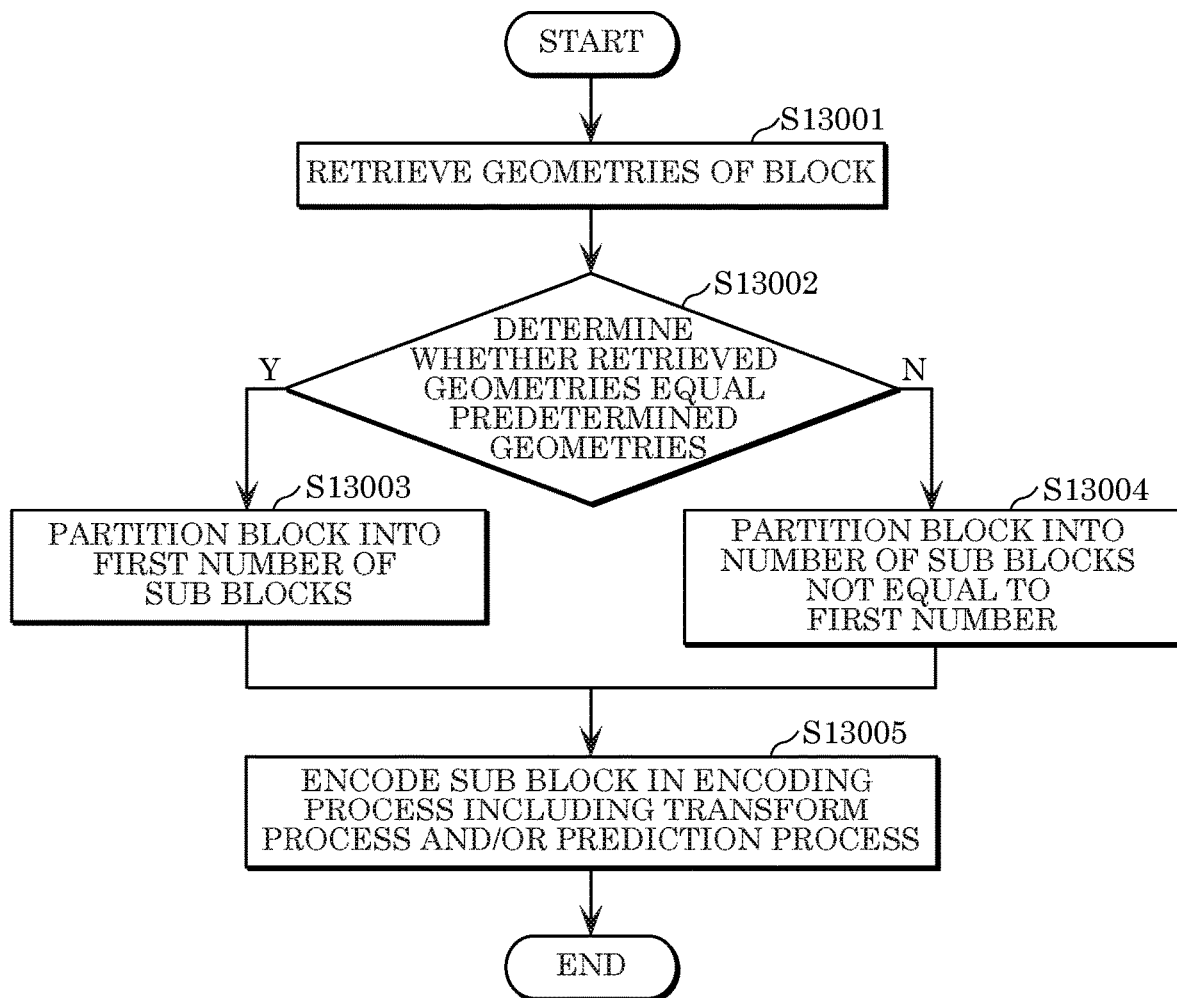 START
S13001
RETRIEVE GEOMETRIES OF BLOCK
S13002
DETERMINE
WHETHER RETRIEVED
GEOMETRIES EQUAL
PREDETERMINED
GEOMETRIES
Y
N
S13003
PARTITION BLOCK INTO
FIRST NUMBER OF
SUB BLOCKS
S13004
PARTITION BLOCK INTO
NUMBER OF SUB BLOCKS
NOT EQUAL TO
FIRST NUMBER
S13005
ENCODE SUB BLOCK IN ENCODING
PROCESS INCLUDING TRANSFORM
PROCESS AND/OR PREDICTION PROCESS
END